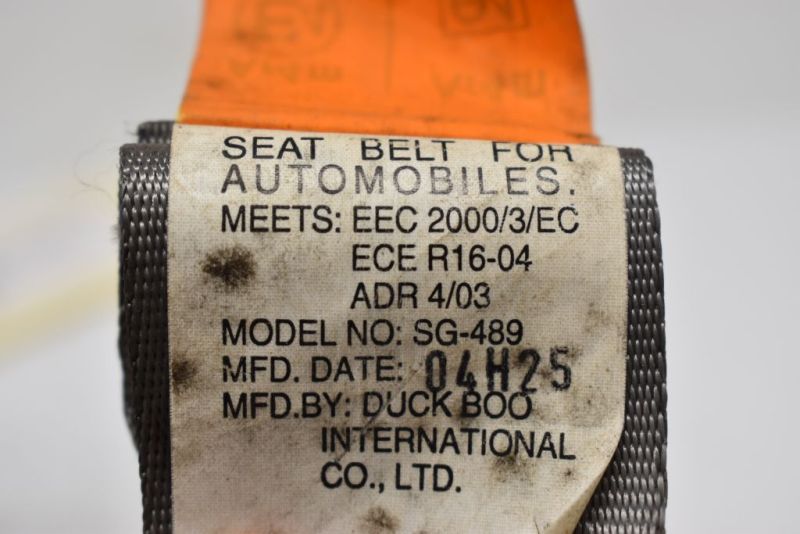 SEAT BELT FOR
AUTOMOBILES.
MEETS: EEC 2000/3/EC
ECE R16-04
ADR 4/03
MODEL NO: SG-489
MFD. DATE: 04H25
MFD.BY: DUCK BOO
INTERNATIONAL
CO., LTD.